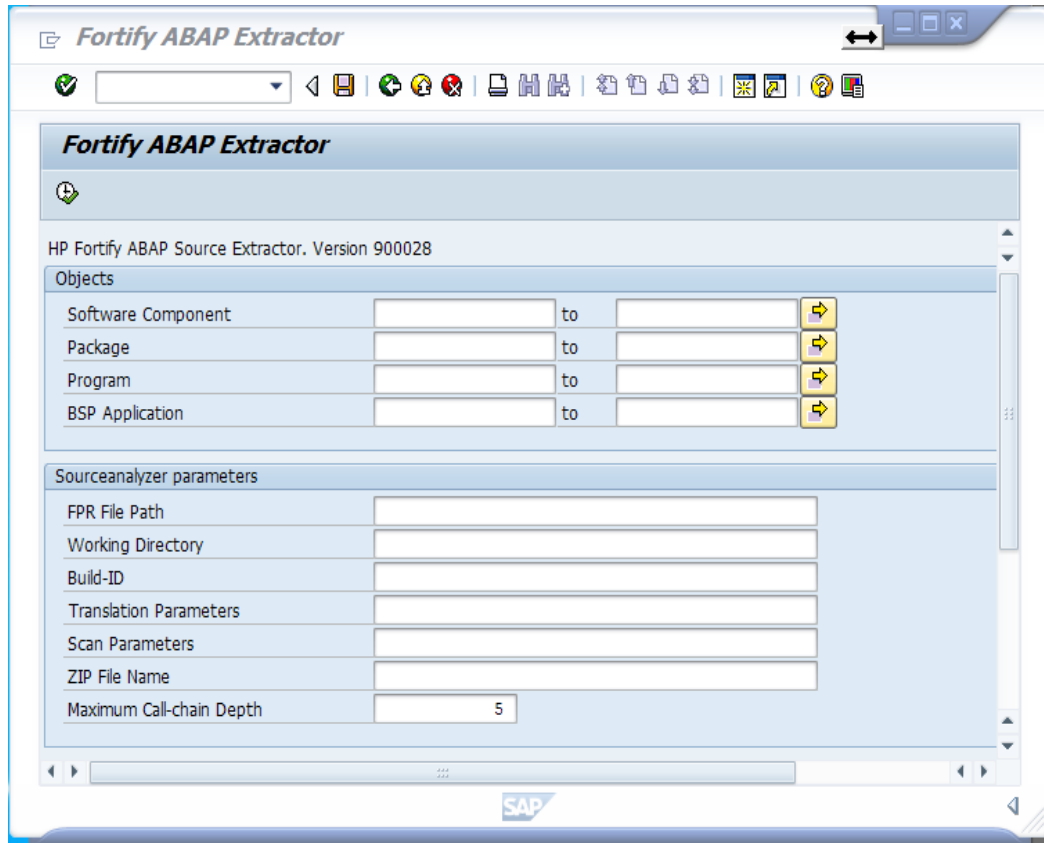 Fortify ABAP Extractor
Fortify ABAP Extractor
HP Fortify ABAP Source Extractor. Version 900028
Objects
Software Component to
Package to
Program to
BSP Application to
Sourceanalyzer parameters
FPR File Path
Working Directory
Build-ID
Translation Parameters
Scan Parameters
ZIP File Name
Maximum Call-chain Depth 5
SAP